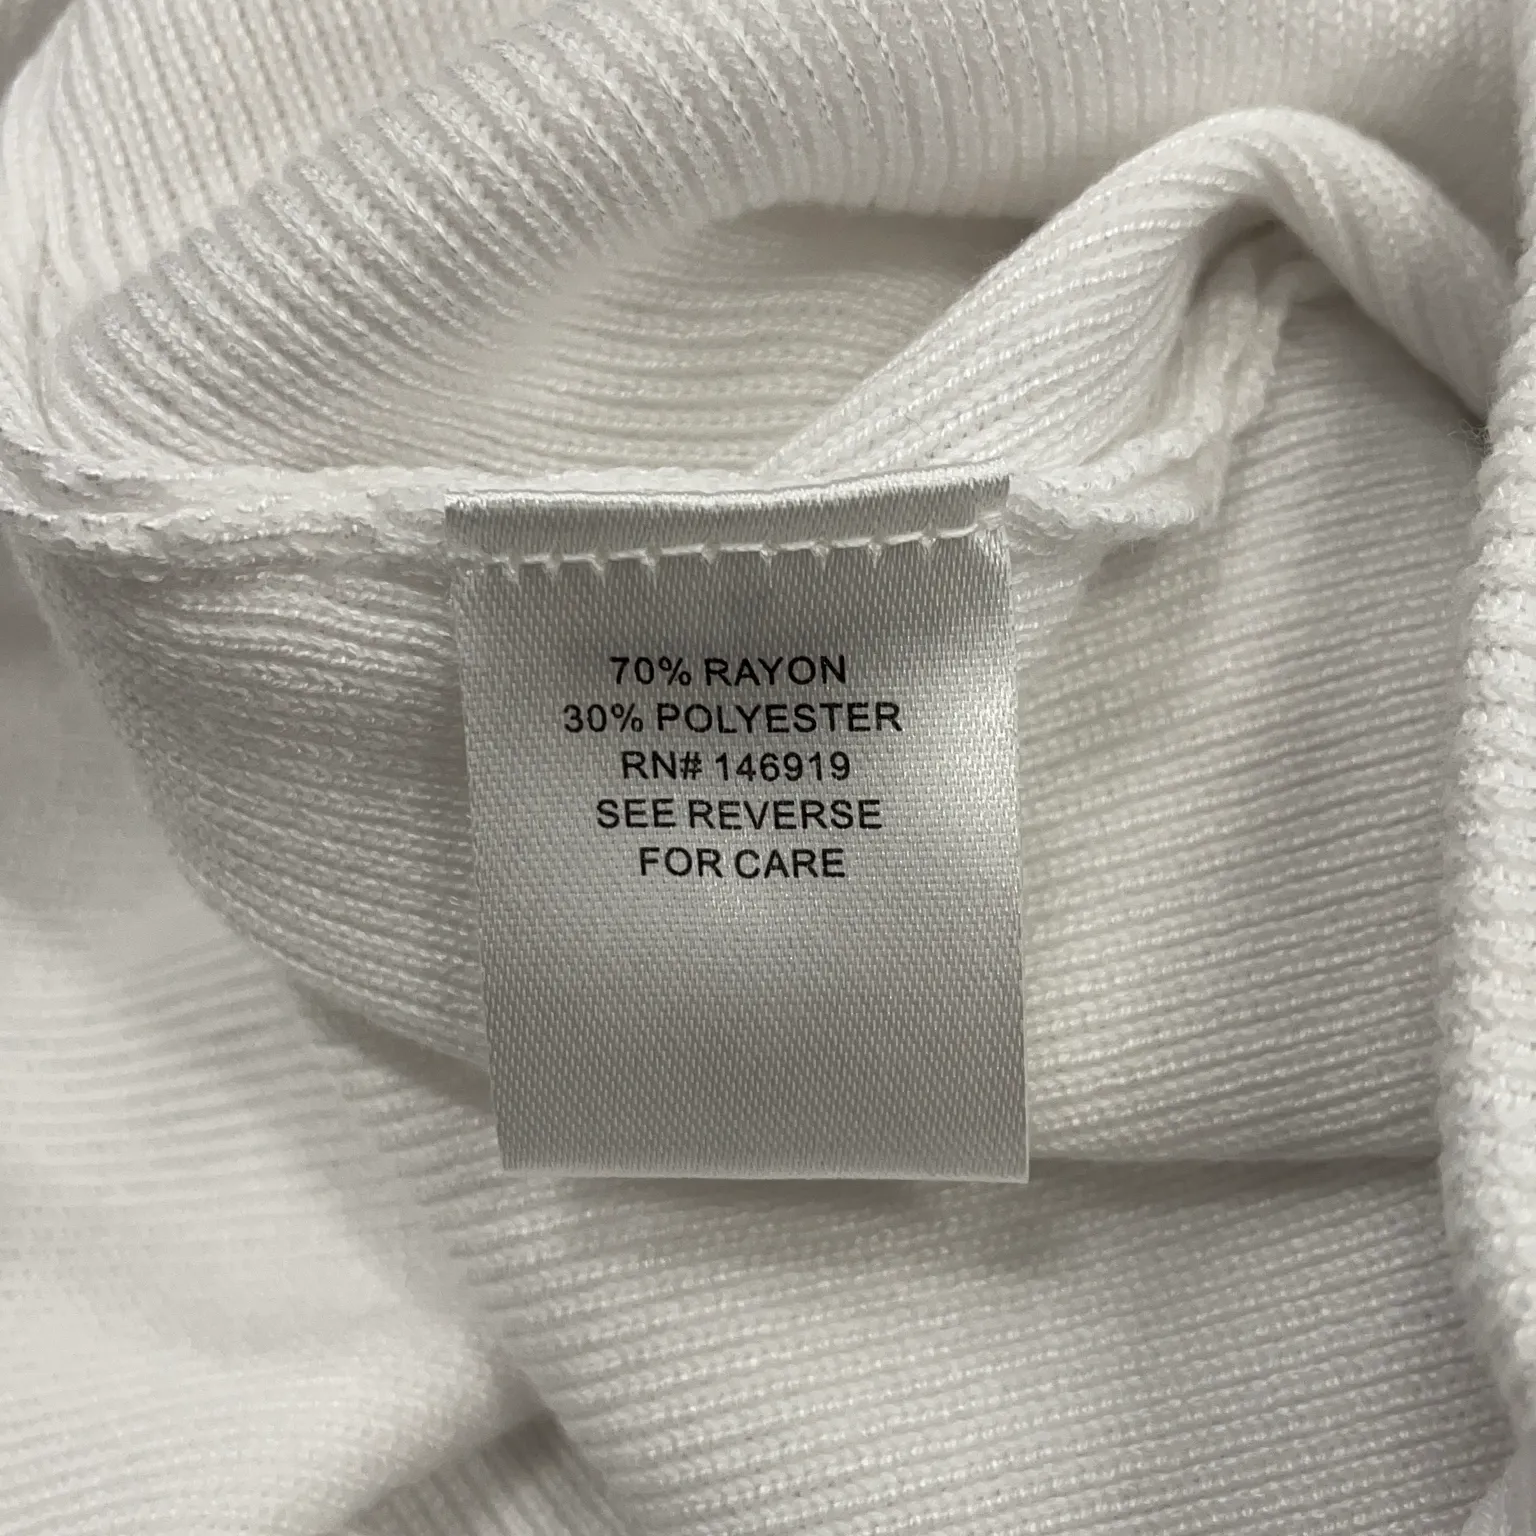 70% RAYON
30% POLYESTER
RN# 146919
SEE REVERSE
FOR CARE